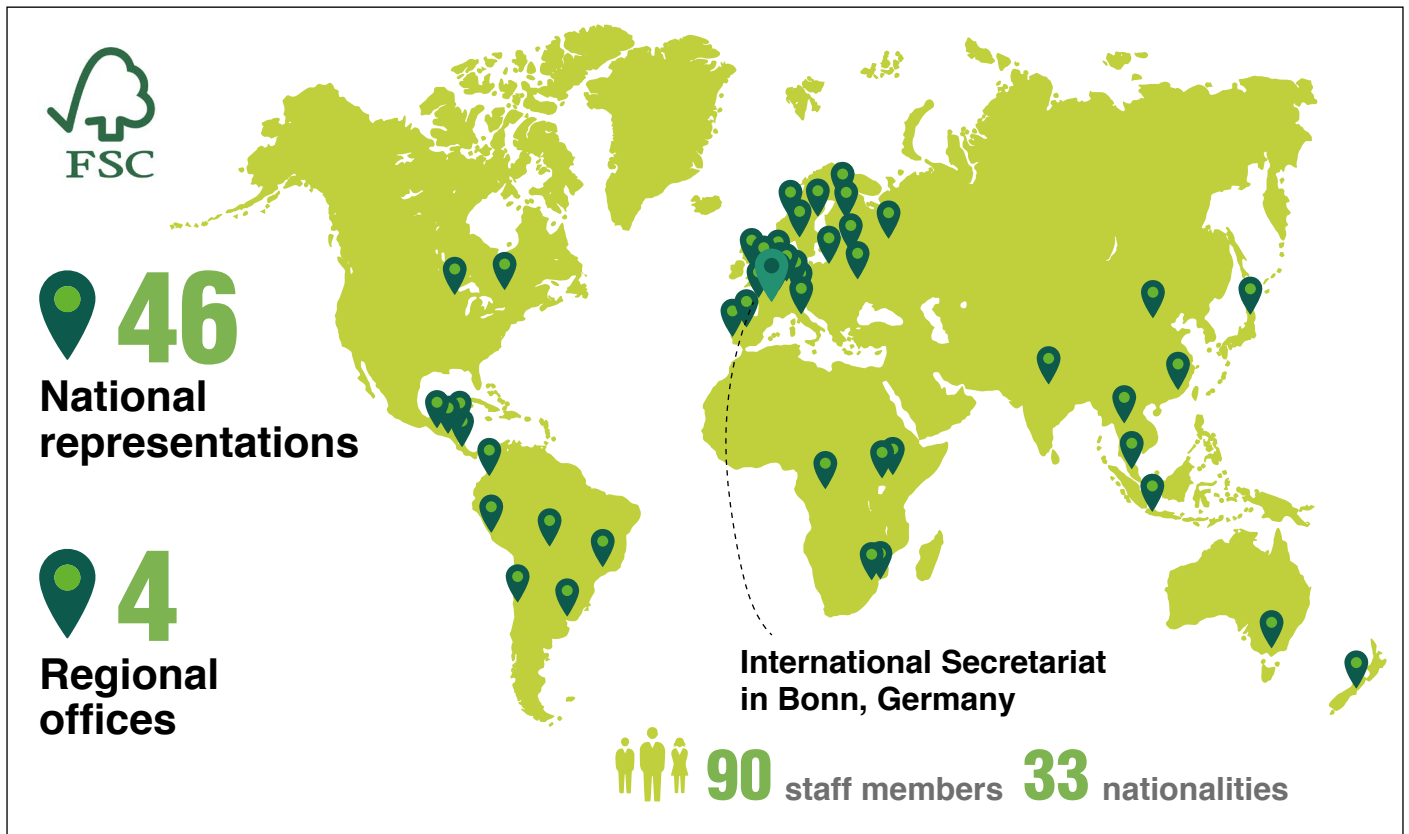 FSC
46
National
representations
4
Regional
offices
International Secretariat
in Bonn, Germany
90 staff members 33 nationalities